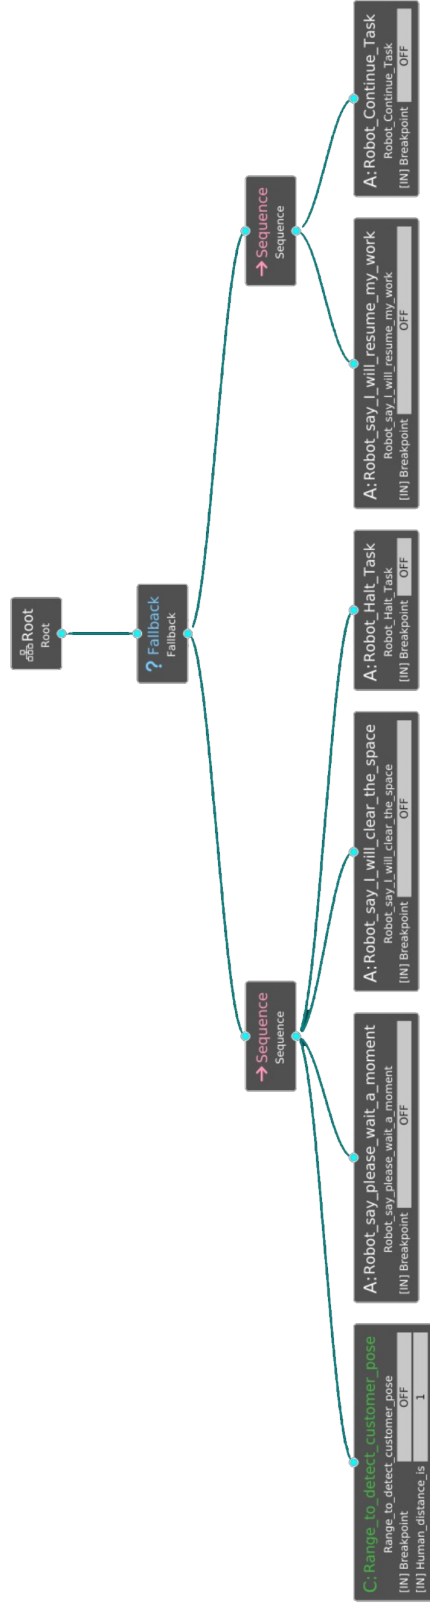 Root
Root
? Fallback
Fallback
→ Sequence
Sequence
→ Sequence
Sequence
C: Range_to_detect_customer_pose
Range_to_detect_customer_pose
[IN] Breakpoint OFF
[IN] Human_distance_is 1
A: Robot_say_please_wait_a_moment
Robot_say_please_wait_a_moment
[IN] Breakpoint OFF
A: Robot_say_I_will_clear_the_space
Robot_say_I_will_clear_the_space
[IN] Breakpoint OFF
A: Robot_Halt_Task
Robot_Halt_Task
[IN] Breakpoint OFF
A: Robot_say_I_will_resume_my_work
Robot_say_I_will_resume_my_work
[IN] Breakpoint OFF
A: Robot_Continue_Task
Robot_Continue_Task
[IN] Breakpoint OFF